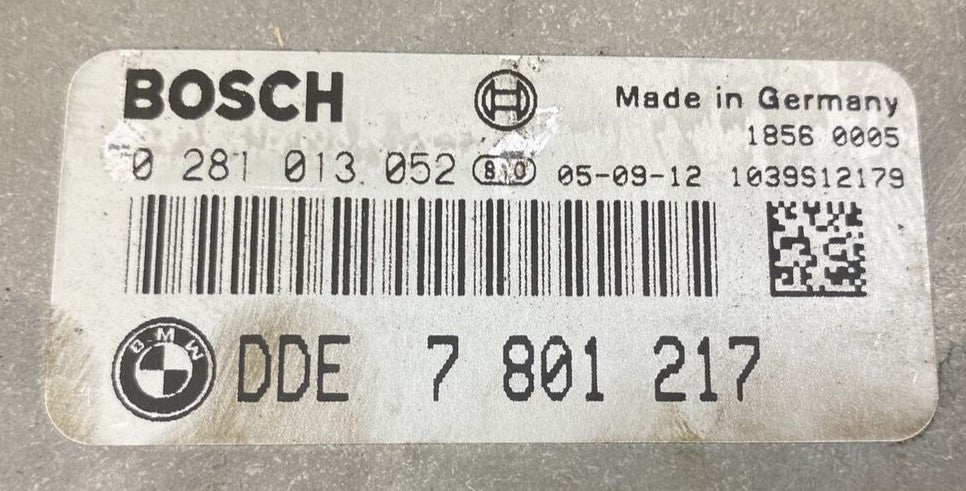 BOSCH
Made in Germany
1856 0005
0 281 013 052 810 05-09-12 1039S12179
BMW
DDE 7 801 217